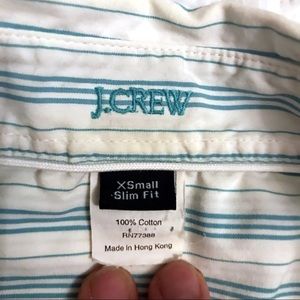 J.CREW
XSmall
Slim Fit
100% Cotton
RN77388
Made in Hong Kong